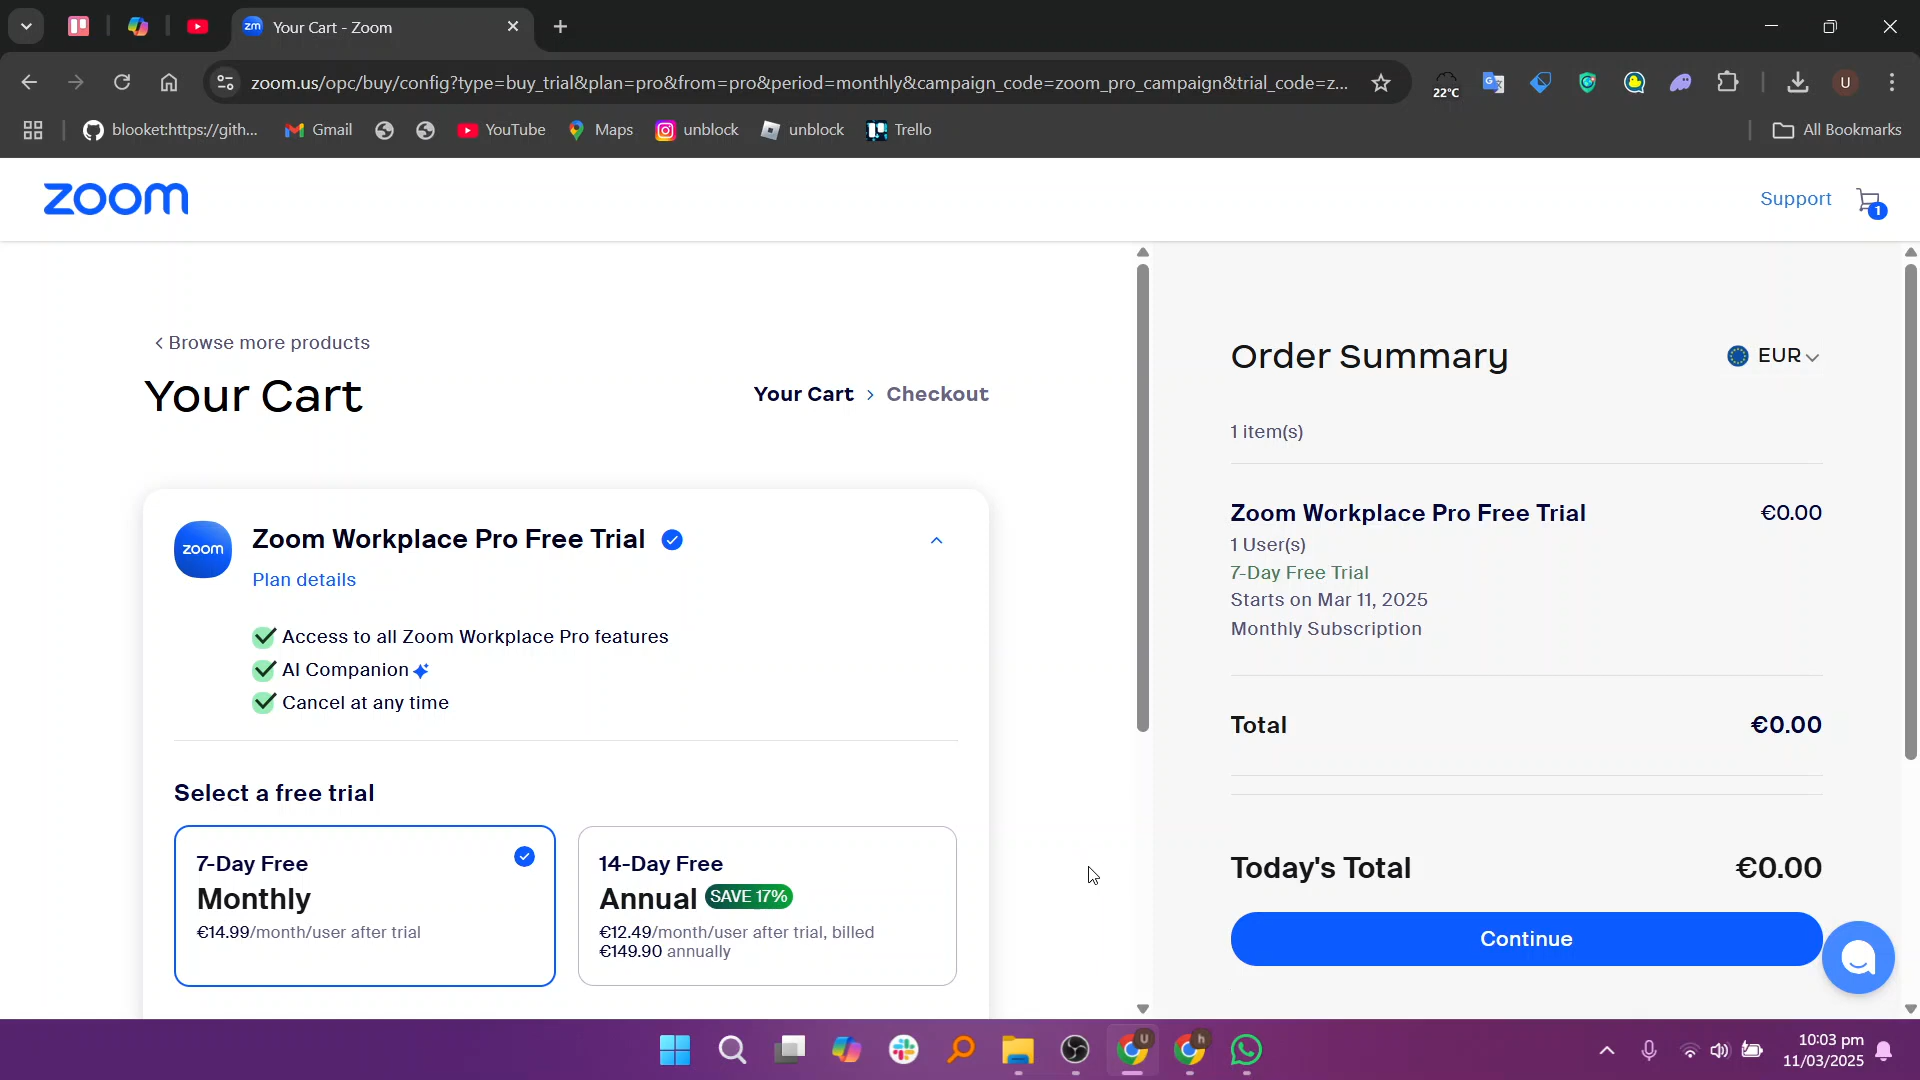 Your Cart - Zoom
zoom.us/opc/buy/config?type=buy_trial&plan=pro&from=pro&period=monthly&campaign_code=zoom_pro_campaign&trial_code=z...
22°C
U
blooket:https://gith...
Gmail
YouTube
Maps
unblock
unblock
Trello
All Bookmarks
zoom
Support
1
Browse more products
Your Cart
Your Cart > Checkout
zoom
Zoom Workplace Pro Free Trial
Plan details
Access to all Zoom Workplace Pro features
AI Companion
Cancel at any time
Select a free trial
7-Day Free
Monthly
€14.99/month/user after trial
14-Day Free
Annual SAVE 17%
€12.49/month/user after trial, billed
€149.90 annually
Order Summary
EUR
1 item(s)
Zoom Workplace Pro Free Trial €0.00
1 User(s)
7-Day Free Trial
Starts on Mar 11, 2025
Monthly Subscription
Total €0.00
Today's Total €0.00
Continue
U
h
10:03 pm
11/03/2025